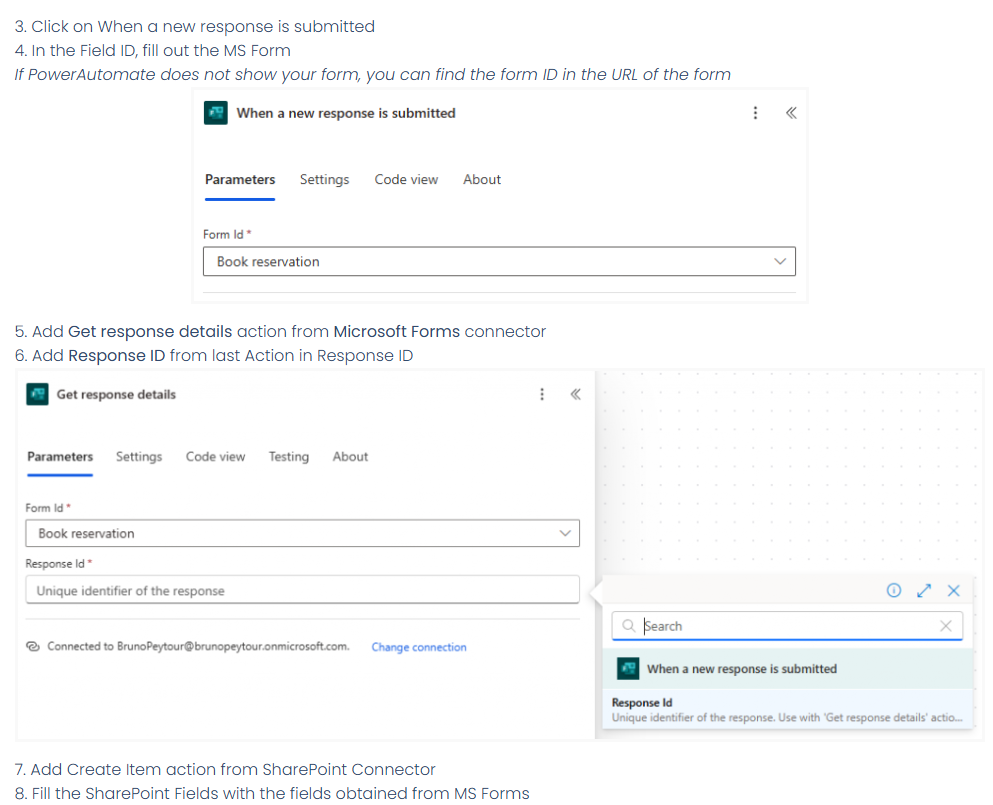 3. Click on When a new response is submitted
4. In the Field ID, fill out the MS Form
If PowerAutomate does not show your form, you can find the form ID in the URL of the form
When a new response is submitted
Parameters Settings Code view About
Form Id *
Book reservation
5. Add Get response details action from Microsoft Forms connector
6. Add Response ID from last Action in Response ID
Get response details
Parameters Settings Code view Testing About
Form Id *
Book reservation
Response Id *
Unique identifier of the response
Connected to BrunoPeytour@brunopeytour.onmicrosoft.com. Change connection
Search
When a new response is submitted
Response Id
Unique identifier of the response. Use with 'Get response details' actio...
7. Add Create Item action from SharePoint Connector
8. Fill the SharePoint Fields with the fields obtained from MS Forms